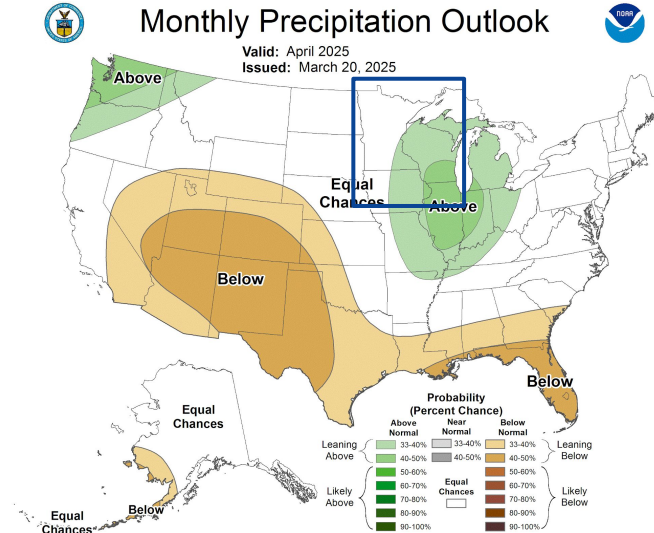 Monthly Precipitation Outlook
NOAA
Valid: April 2025
Issued: March 20, 2025
Above
Equal
Chances
Above
Below
Below
Equal
Chances
Below
Equal
Chances
Probability
(Percent Chance)
Above Near Below
Normal Normal Normal
Leaning
Above
33-40% 33-40% 33-40%
40-50% 40-50% 40-50%
Leaning
Below
Likely
Above
50-60% 50-60%
60-70% 60-70%
70-80% 70-80%
80-90% 80-90%
90-100% 90-100%
Equal
Chances
Likely
Below